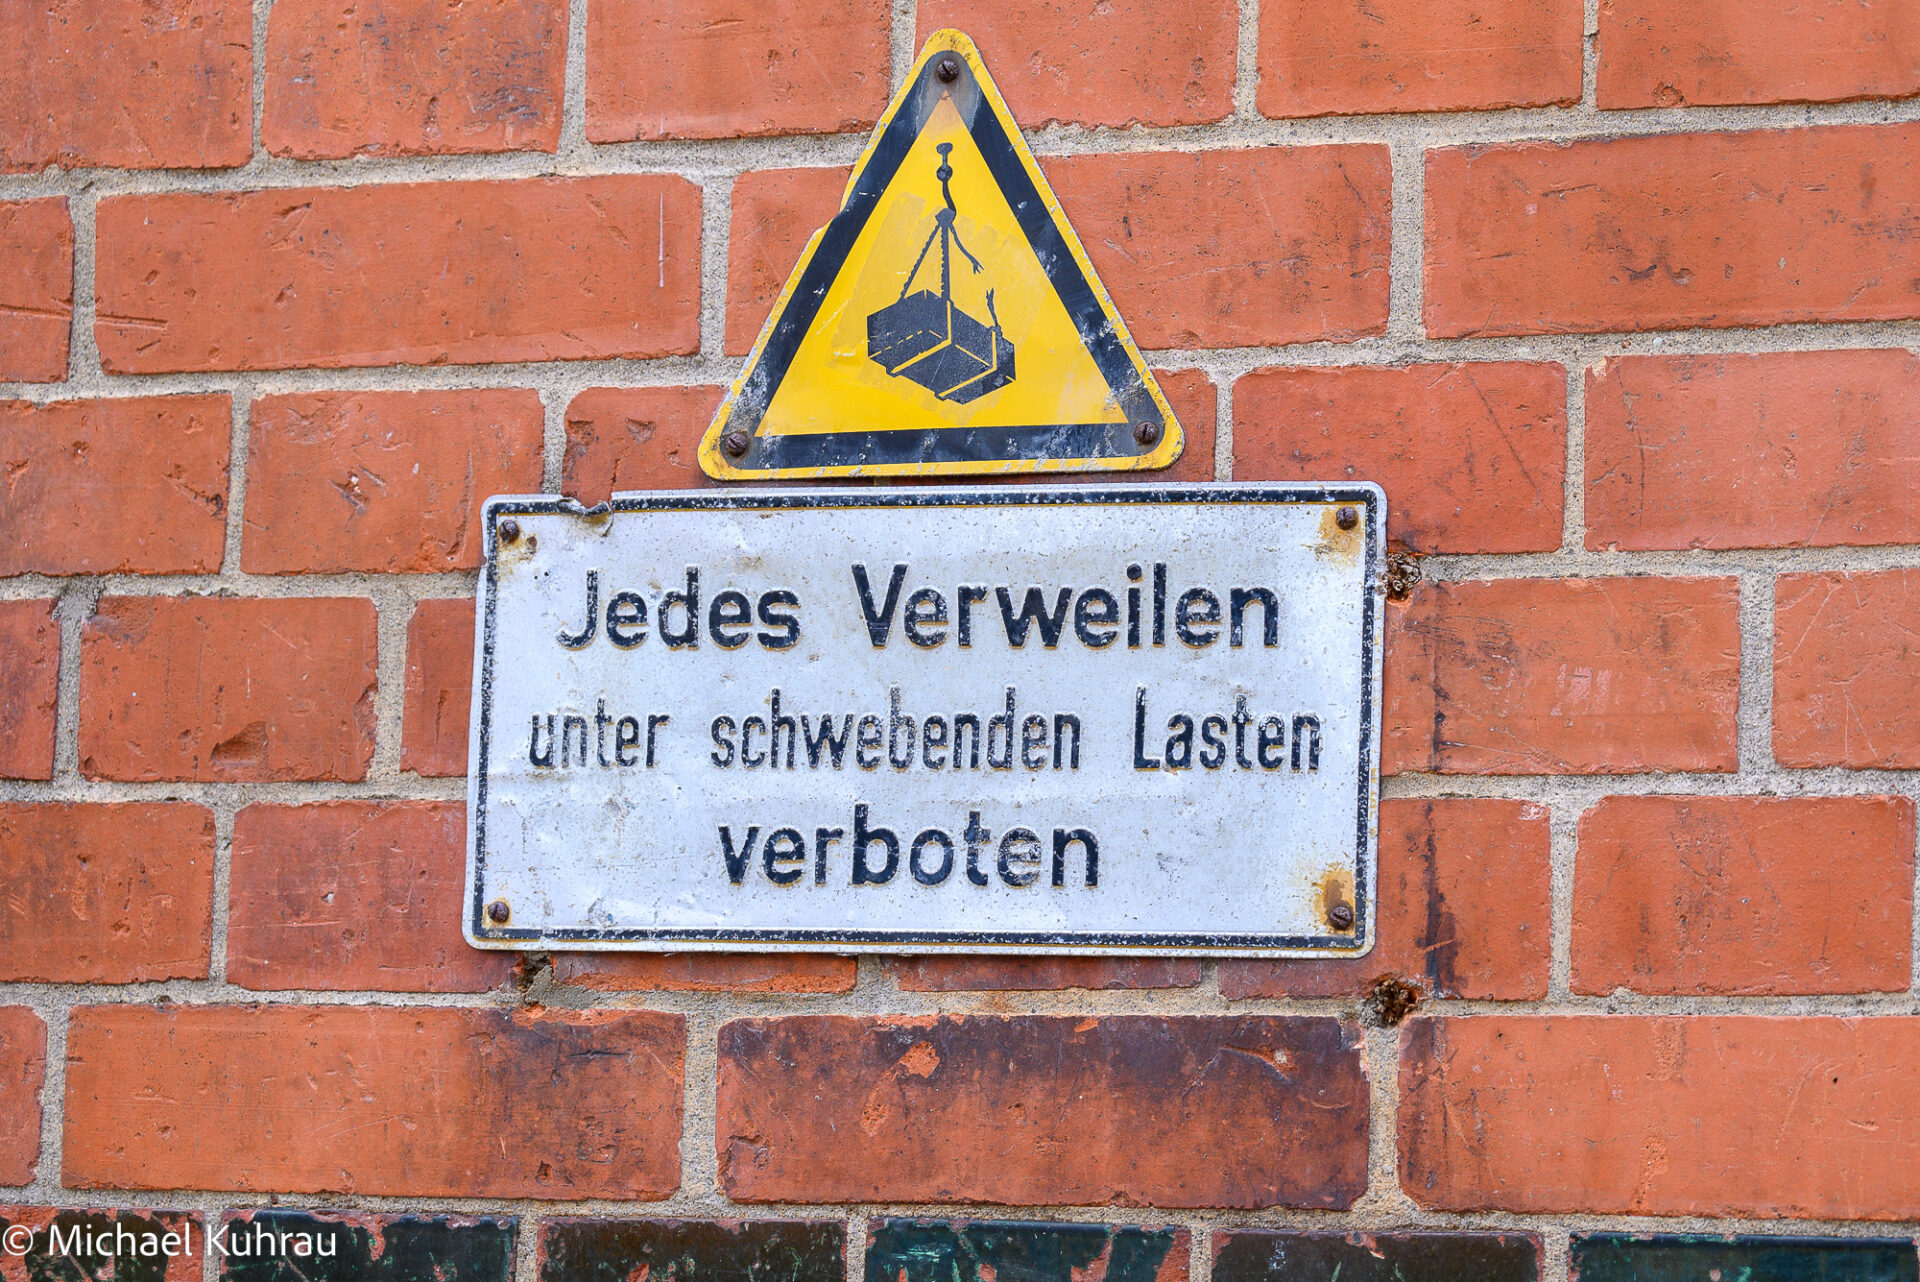 Jedes Verweilen
unter schwebenden Lasten
verboten
© Michael Kuhrau